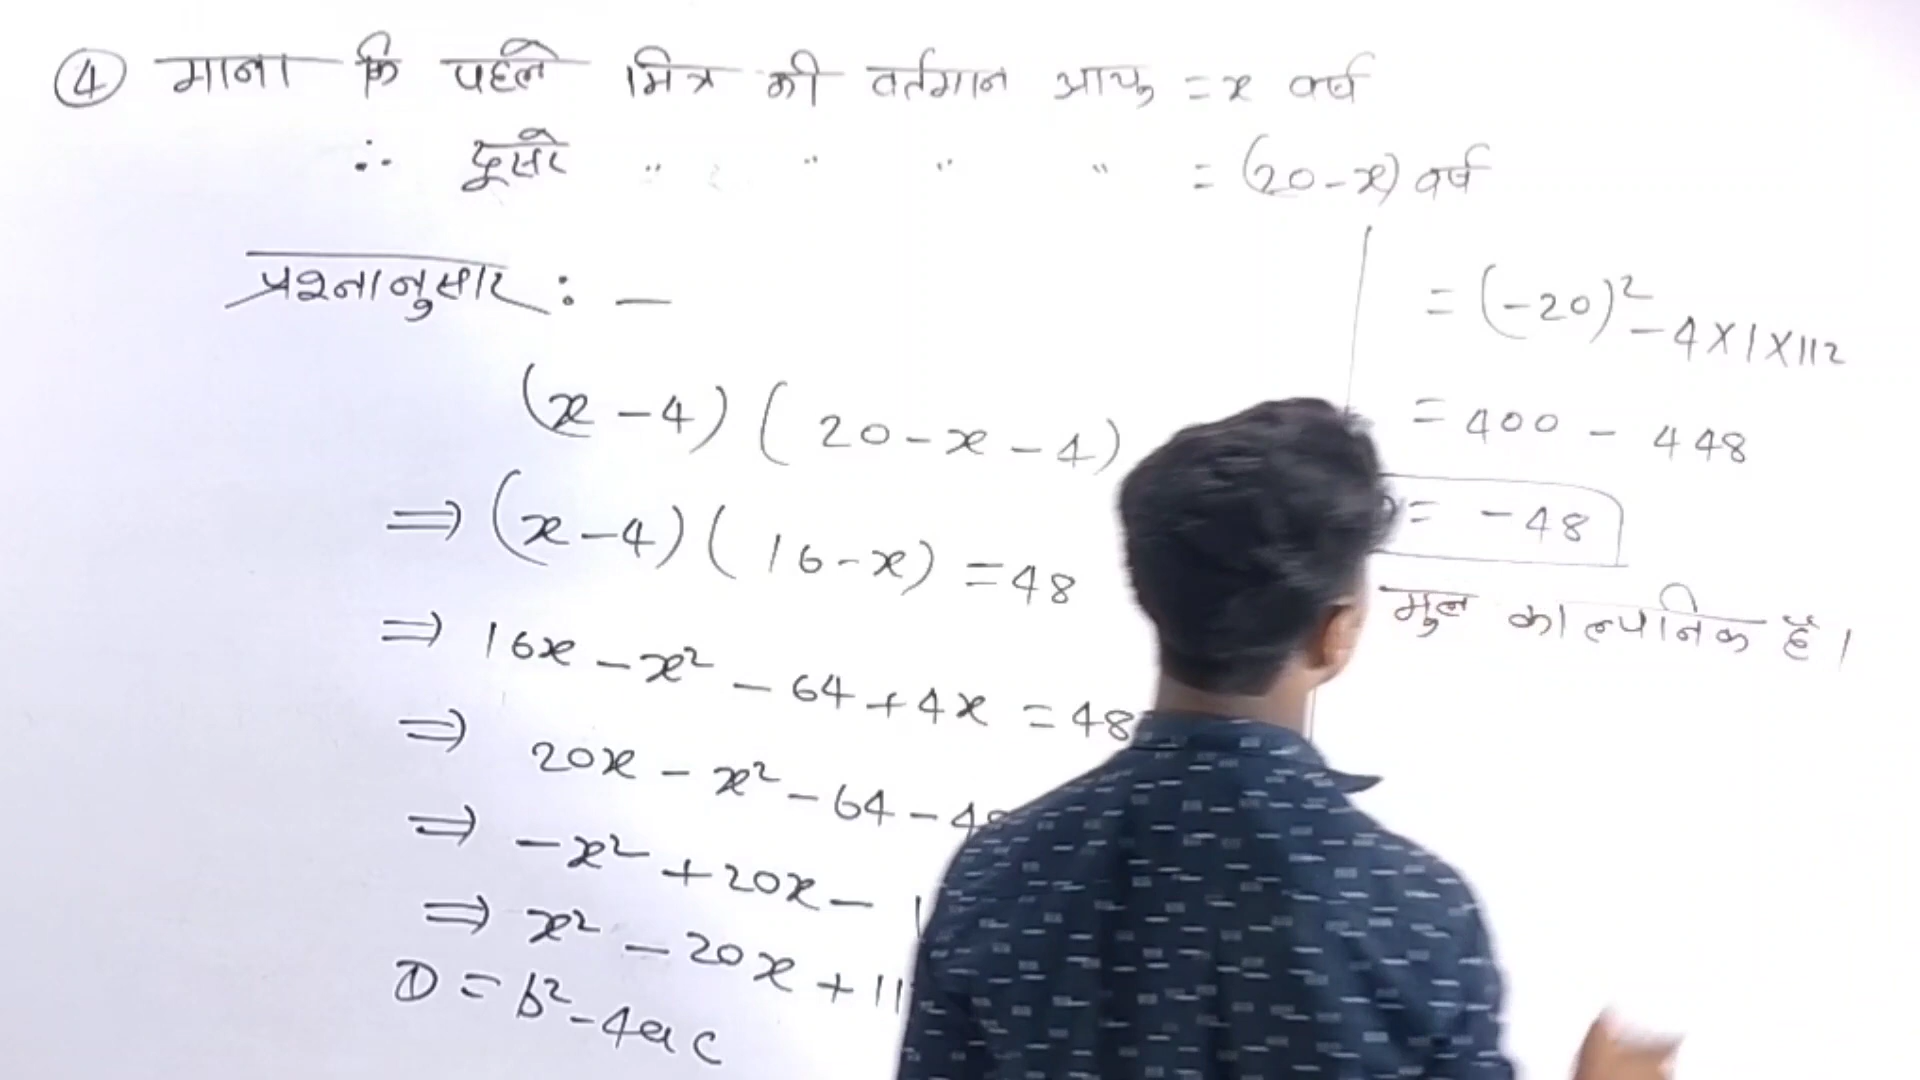 ④ माना कि पहले मित्र की वर्तमान आयु = x वर्ष
∴ दूसरे " " " " = (20-x) वर्ष
प्रश्नानुसार : —
(x-4) ( 20-x-4)
⇒ (x-4) ( 16-x) = 48
⇒ 16x - x² - 64 + 4x = 48
⇒ 20x - x² - 64 -
⇒ -x² + 20x -
⇒ x² - 20x +
D = b² - 4ac
= (-20)² - 4×1×112
= 400 - 448
= -48
मुल काल्पनिक हैं।